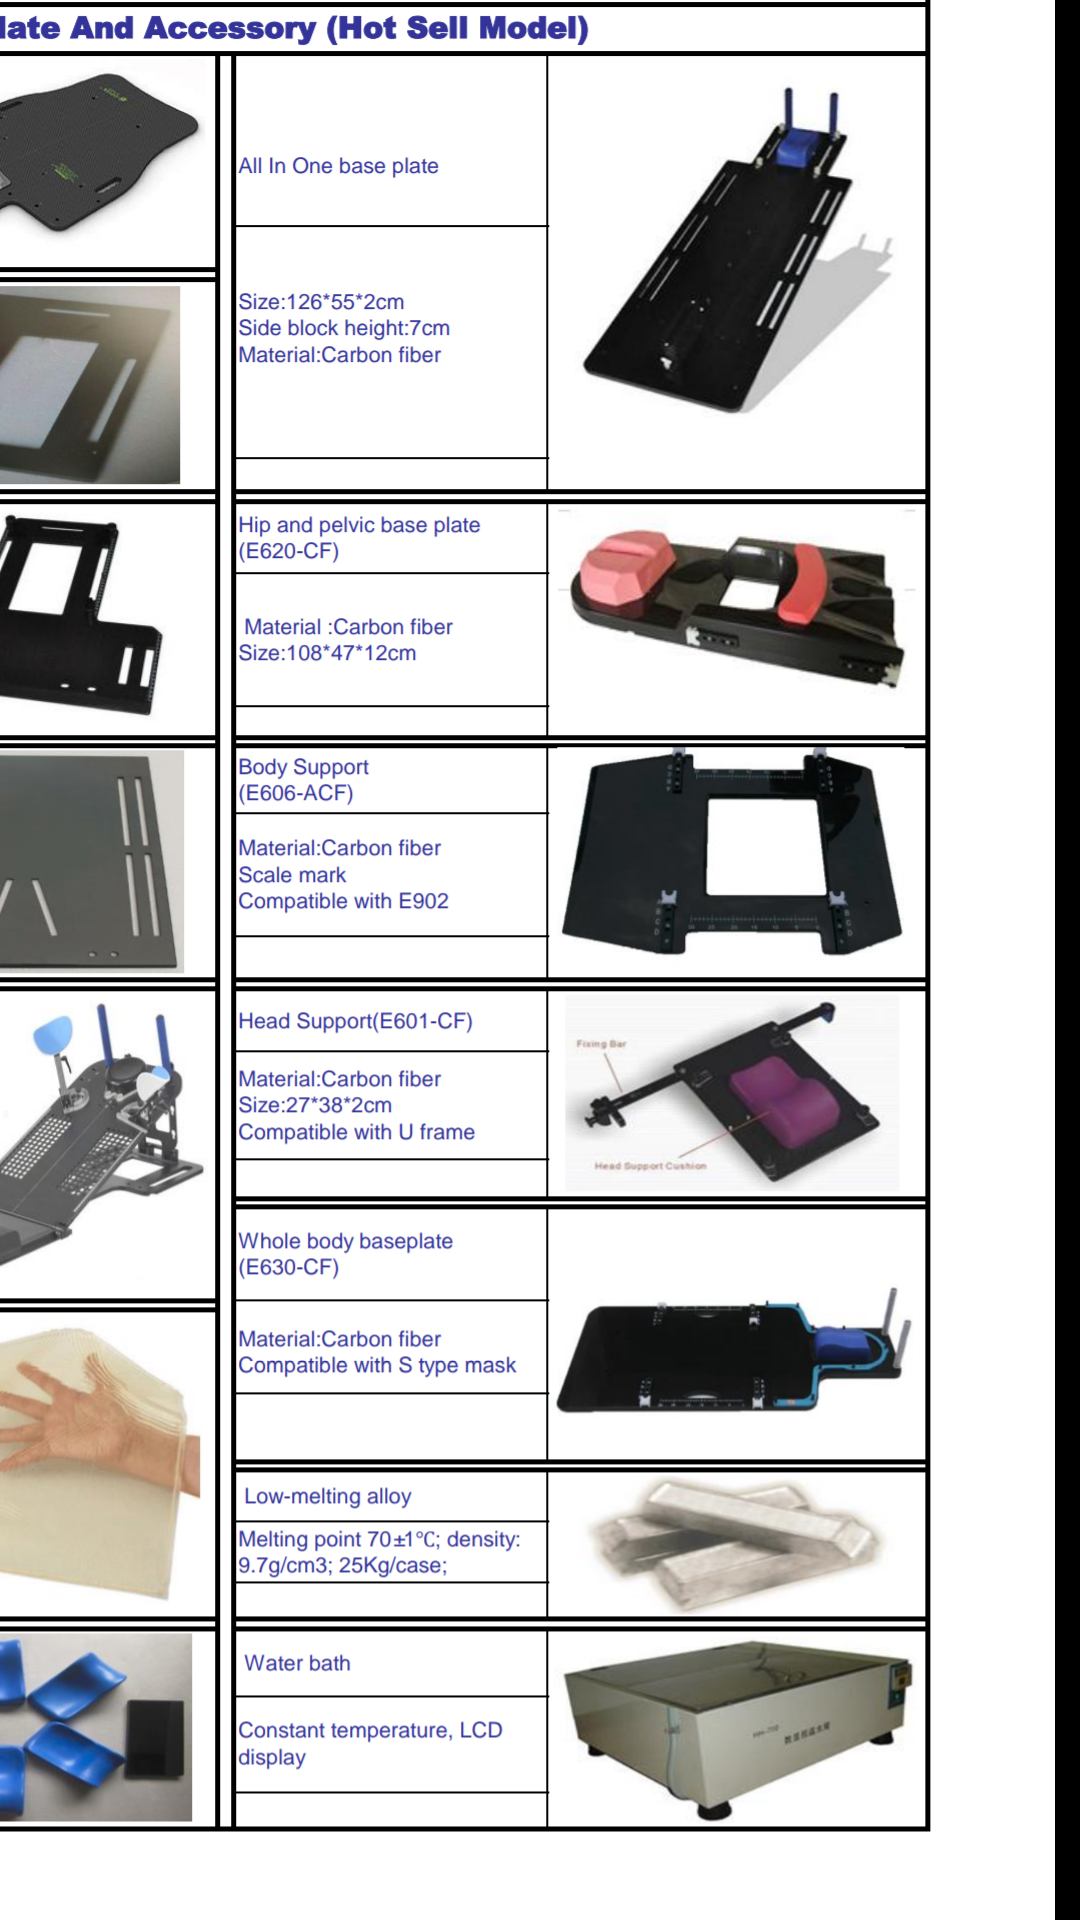 late And Accessory (Hot Sell Model)
All In One base plate
Size:126*55*2cm
Side block height:7cm
Material:Carbon fiber
Hip and pelvic base plate
(E620-CF)
Material :Carbon fiber
Size:108*47*12cm
Body Support
(E606-ACF)
Material:Carbon fiber
Scale mark
Compatible with E902
Head Support(E601-CF)
Material:Carbon fiber
Size:27*38*2cm
Compatible with U frame
Fixing Bar
Head Support Cushion
Whole body baseplate
(E630-CF)
Material:Carbon fiber
Compatible with S type mask
Low-melting alloy
Melting point 70±1℃; density:
9.7g/cm3; 25Kg/case;
Water bath
Constant temperature, LCD
display